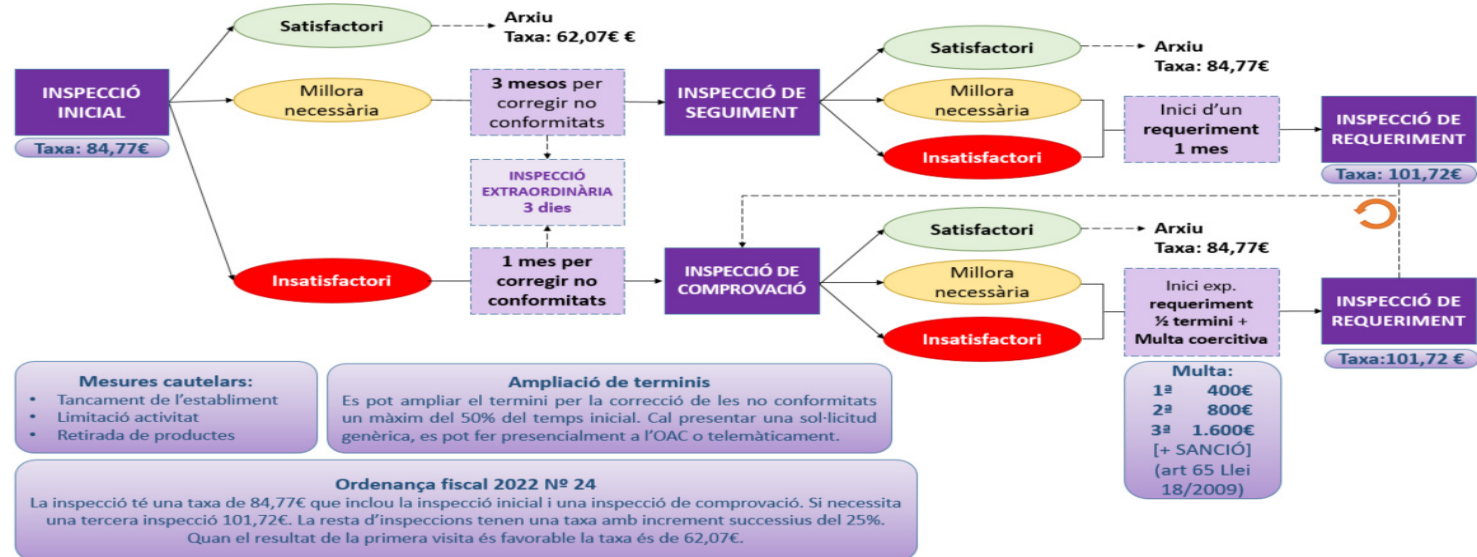 INSPECCIÓ
INICIAL
Taxa: 84,77€
Satisfactori
Arxiu
Taxa: 62,07€ €
Millora
necessària
3 mesos per
corregir no
conformitats
INSPECCIÓ
EXTRAORDINÀRIA
3 dies
Insatisfactori
1 mes per
corregir no
conformitats
INSPECCIÓ DE
SEGUIMENT
Satisfactori
Arxiu
Taxa: 84,77€
Millora
necessària
Insatisfactori
Inici d’un
requeriment
1 mes
INSPECCIÓ DE
REQUERIMENT
Taxa: 101,72€
INSPECCIÓ DE
COMPROVACIÓ
Satisfactori
Arxiu
Taxa: 84,77€
Millora
necessària
Insatisfactori
Inici exp.
requeriment
½ termini +
Multa coercitiva
INSPECCIÓ DE
REQUERIMENT
Taxa:101,72 €
Multa:
1ª 400€
2ª 800€
3ª 1.600€
[+ SANCIÓ]
(art 65 Llei
18/2009)
Mesures cautelars:
• Tancament de l’establiment
• Limitació activitat
• Retirada de productes
Ampliació de terminis
Es pot ampliar el termini per la correcció de les no conformitats
un màxim del 50% del temps inicial. Cal presentar una sol·licitud
genèrica, es pot fer presencialment a l’OAC o telemàticament.
Ordenança fiscal 2022 Nº 24
La inspecció té una taxa de 84,77€ que inclou la inspecció inicial i una inspecció de comprovació. Si necessita
una tercera inspecció 101,72€. La resta d’inspeccions tenen una taxa amb increment successius del 25%.
Quan el resultat de la primera visita és favorable la taxa és de 62,07€.